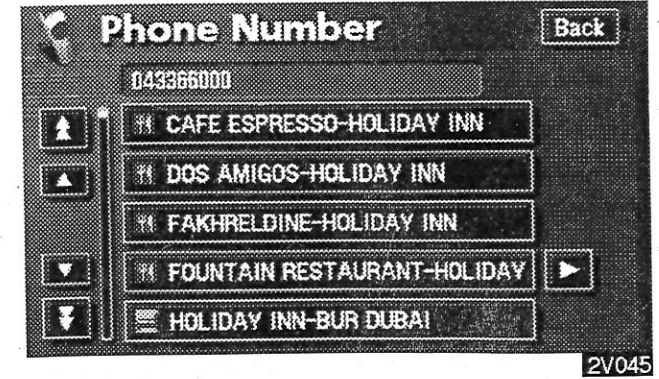 Phone Number
Back
043366000
CAFE ESPRESSO-HOLIDAY INN
DOS AMIGOS-HOLIDAY INN
FAKHRELDINE-HOLIDAY INN
FOUNTAIN RESTAURANT-HOLIDAY
HOLIDAY INN-BUR DUBAI
2V045